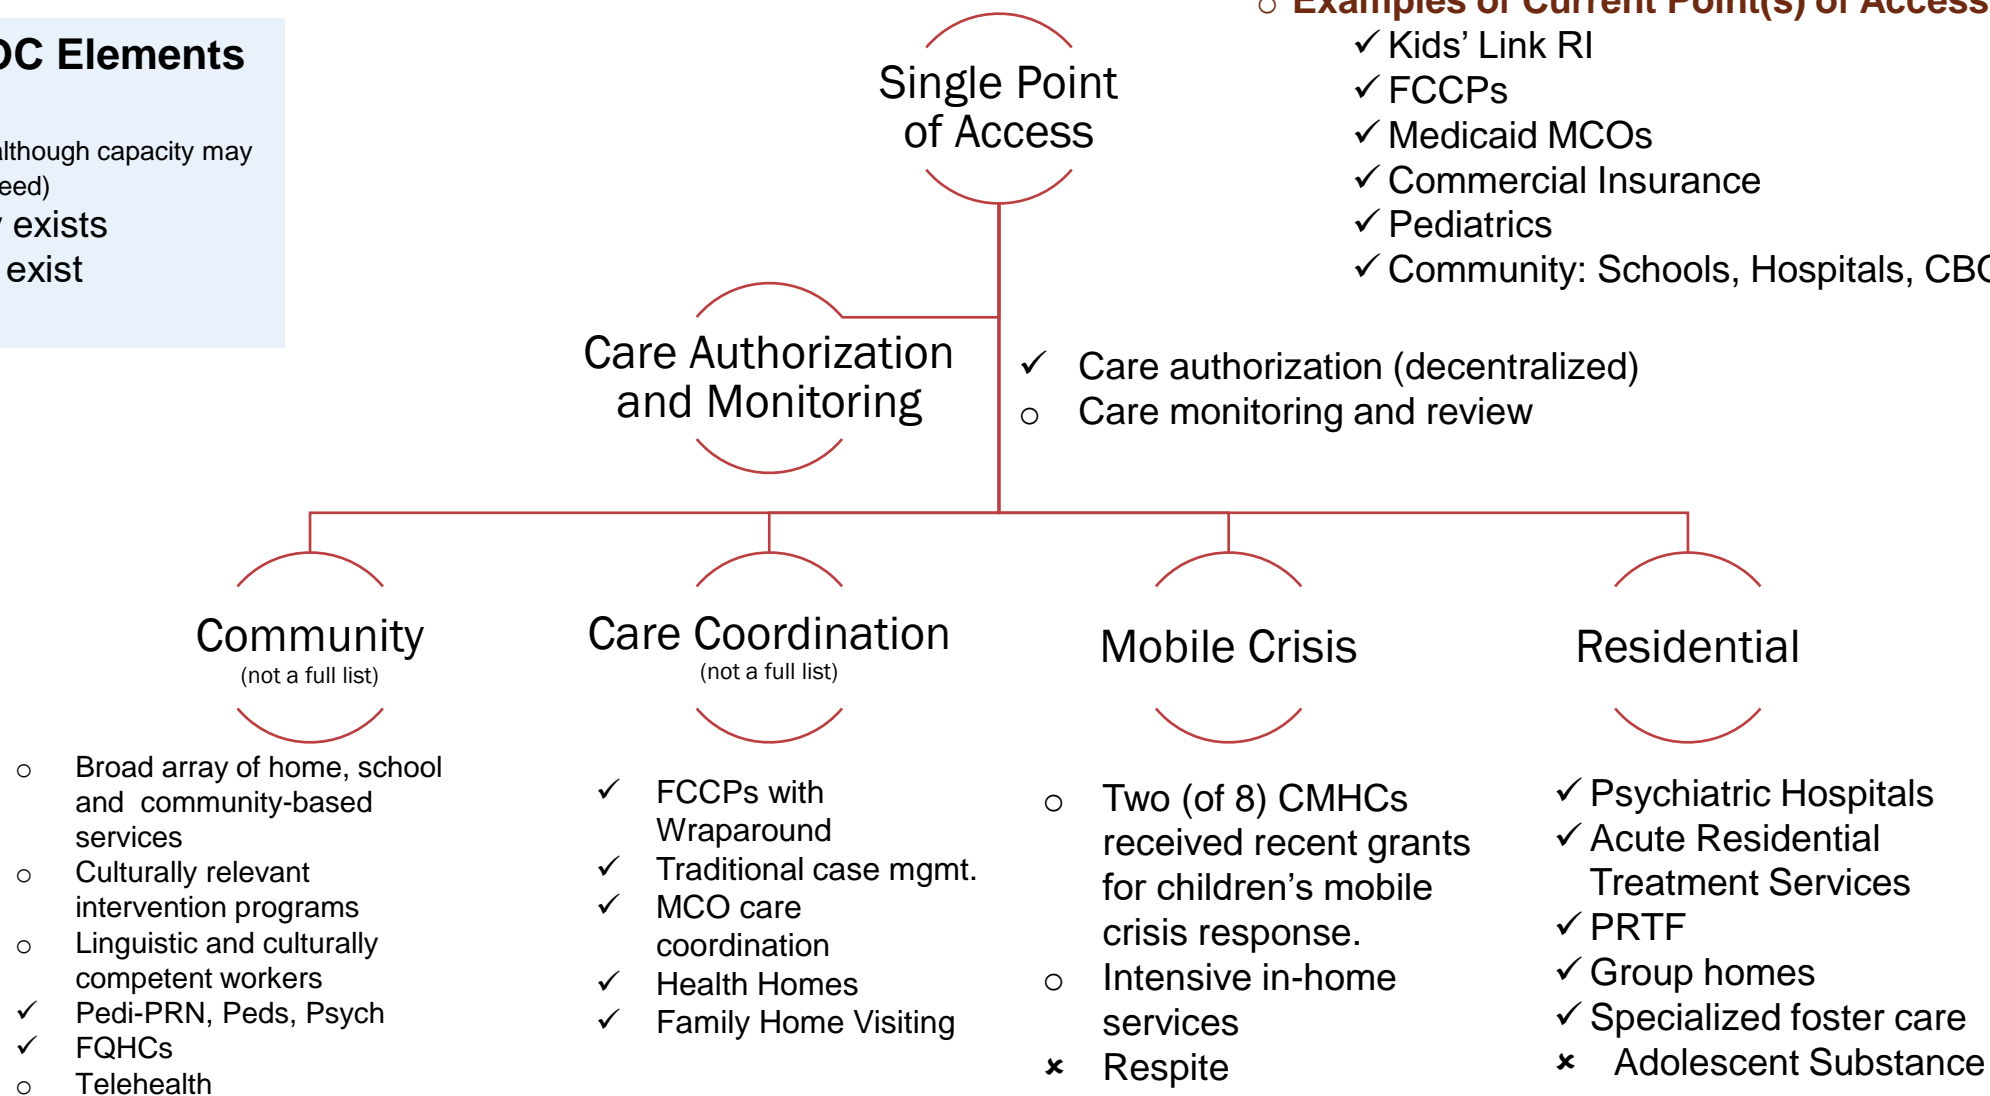 ○ Examples of Current Point(s) of Access
✓ Kids' Link RI
✓ FCCPs
✓ Medicaid MCOs
✓ Commercial Insurance
✓ Pediatrics
✓ Community: Schools, Hospitals,
Elements
although capacity may
exists
exist
Single Point
of Access
Care Authorization
and Monitoring
✓ Care authorization (decentralized)
○ Care monitoring and review
Community
(not a full list)
○ Broad array of home, school
and community-based
services
○ Culturally relevant
intervention programs
○ Linguistic and culturally
competent workers
✓ Pedi-PRN, Peds, Psych
✓ FQHCs
○ Telehealth
Care Coordination
(not a full list)
✓ FCCPs with
Wraparound
✓ Traditional case mgmt.
✓ MCO care
coordination
✓ Health Homes
✓ Family Home Visiting
Mobile Crisis
○ Two (of 8) CMHCs
received recent grants
for children’s mobile
crisis response.
○ Intensive in-home
services
× Respite
Residential
✓ Psychiatric Hospitals
✓ Acute Residential
Treatment Services
✓ PRTF
✓ Group homes
✓ Specialized foster care
× Adolescent Substance